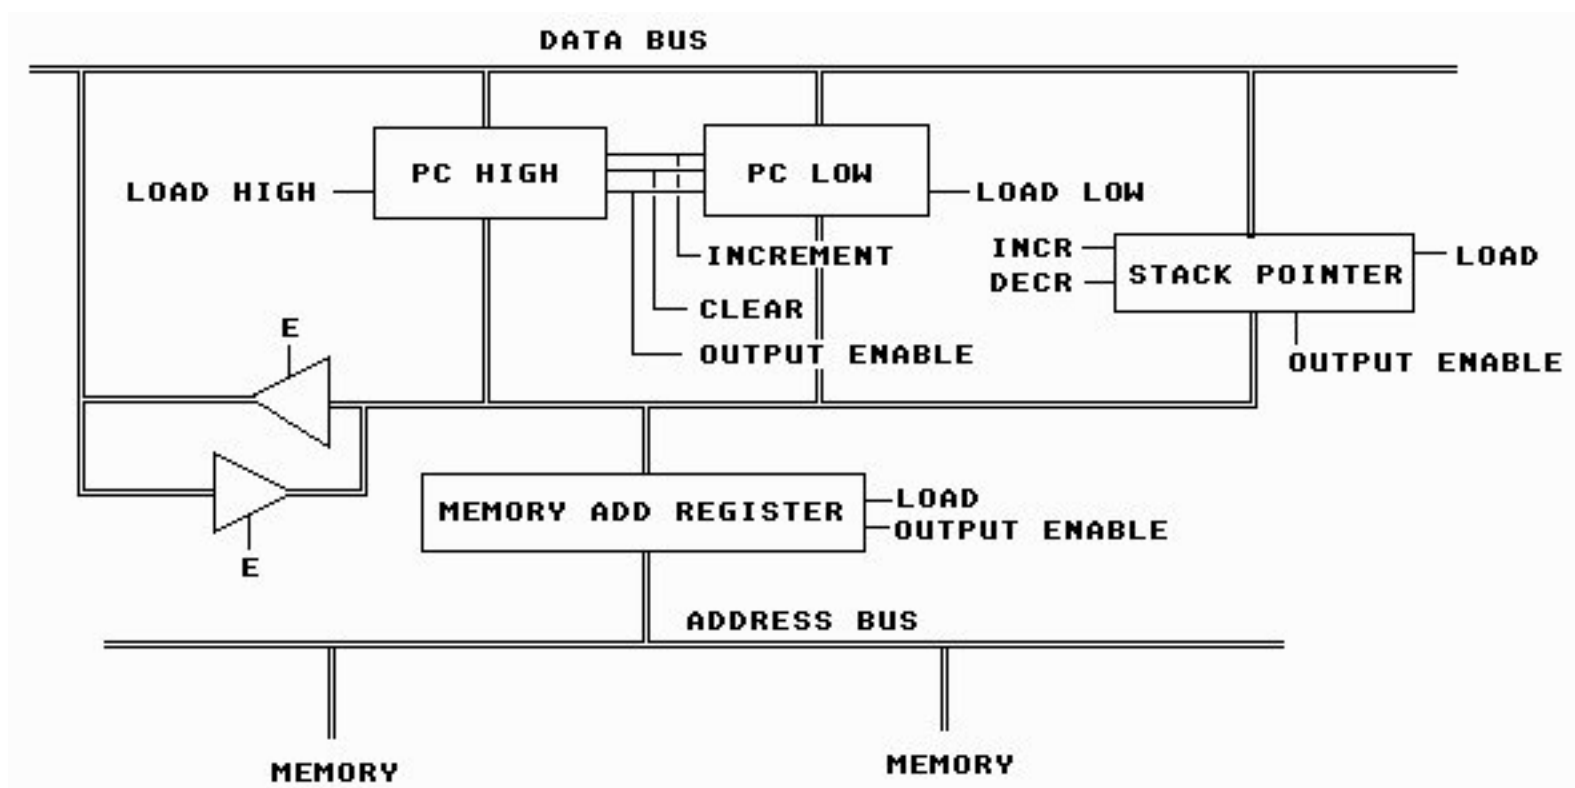 DATA BUS
PC HIGH
PC LOW
LOAD HIGH
LOAD LOW
INCREMENT
INCR
STACK POINTER
LOAD
DECR
CLEAR
E
OUTPUT ENABLE
OUTPUT ENABLE
MEMORY ADD REGISTER
LOAD
OUTPUT ENABLE
E
ADDRESS BUS
MEMORY
MEMORY